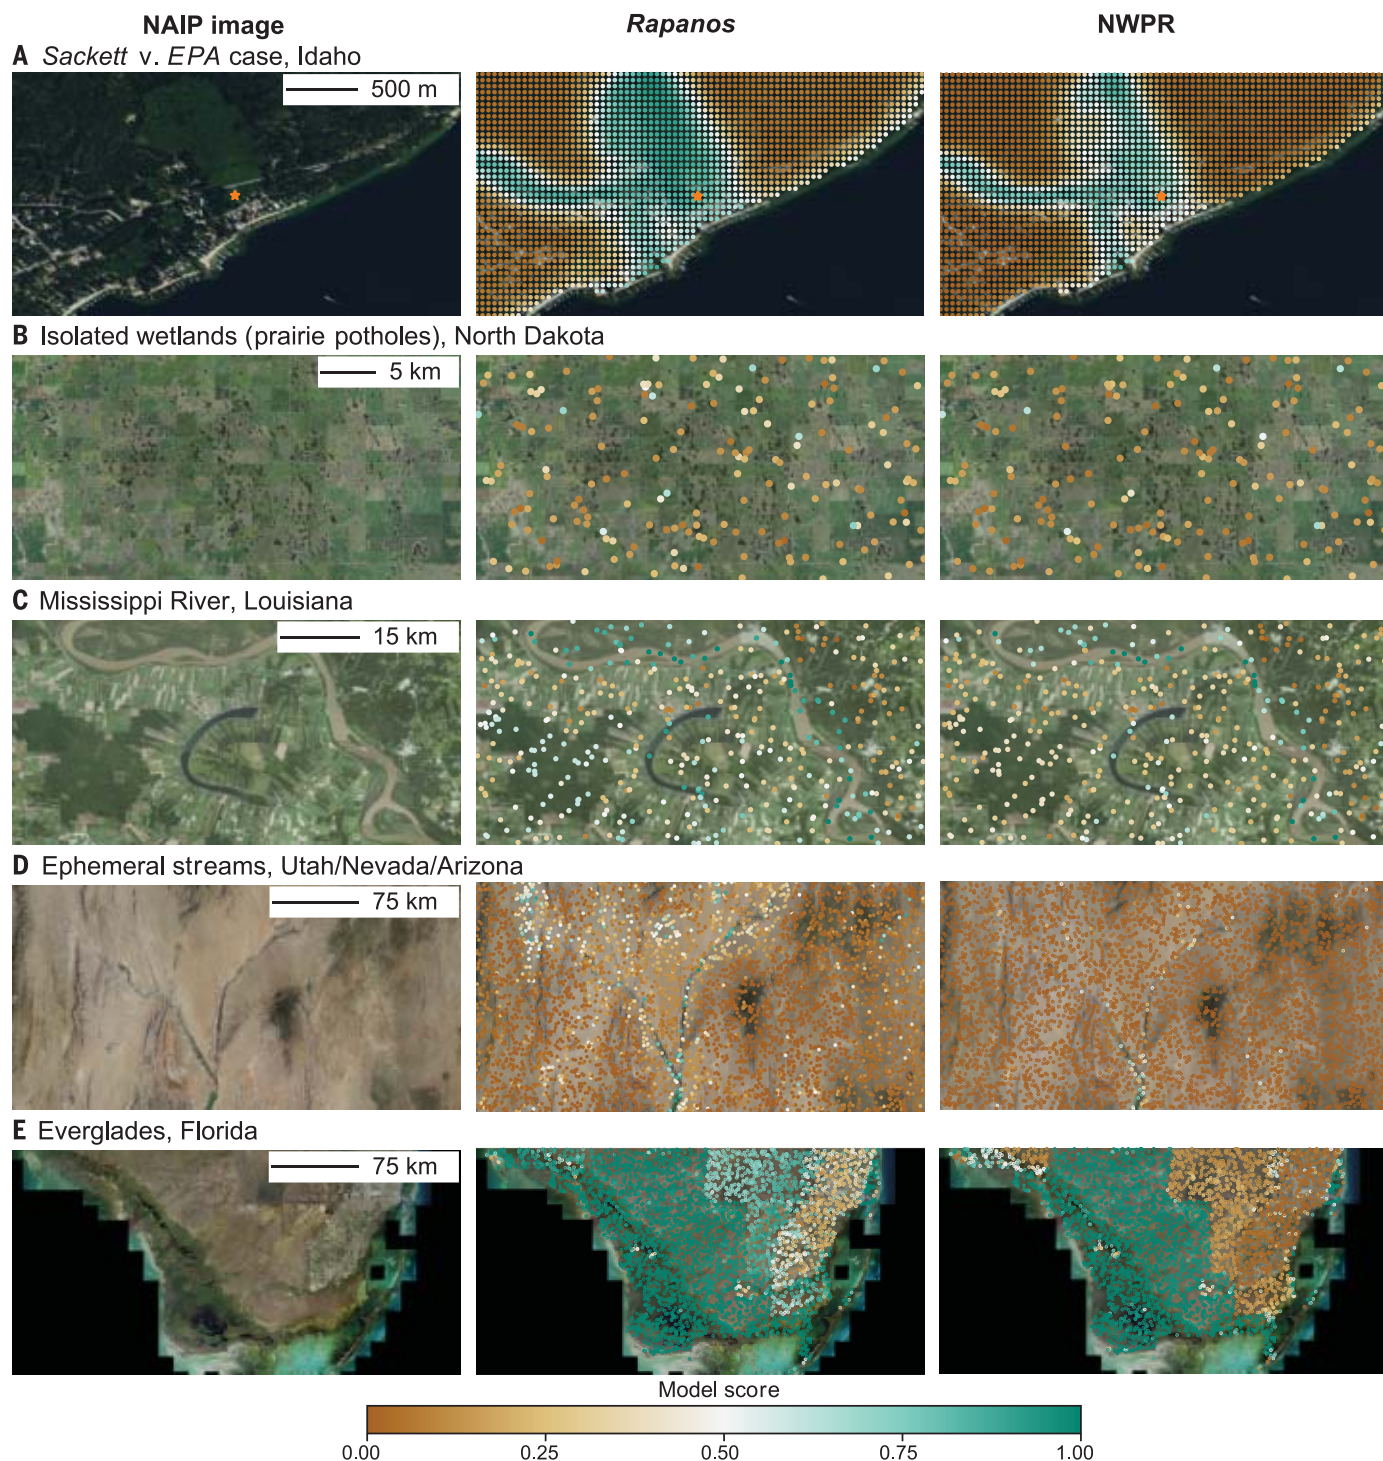 NAIP image
Rapanos
NWPR
A Sackett v. EPA case, Idaho
500 m
B Isolated wetlands (prairie potholes), North Dakota
5 km
C Mississippi River, Louisiana
15 km
D Ephemeral streams, Utah/Nevada/Arizona
75 km
E Everglades, Florida
75 km
Model score
0.00 0.25 0.50 0.75 1.00